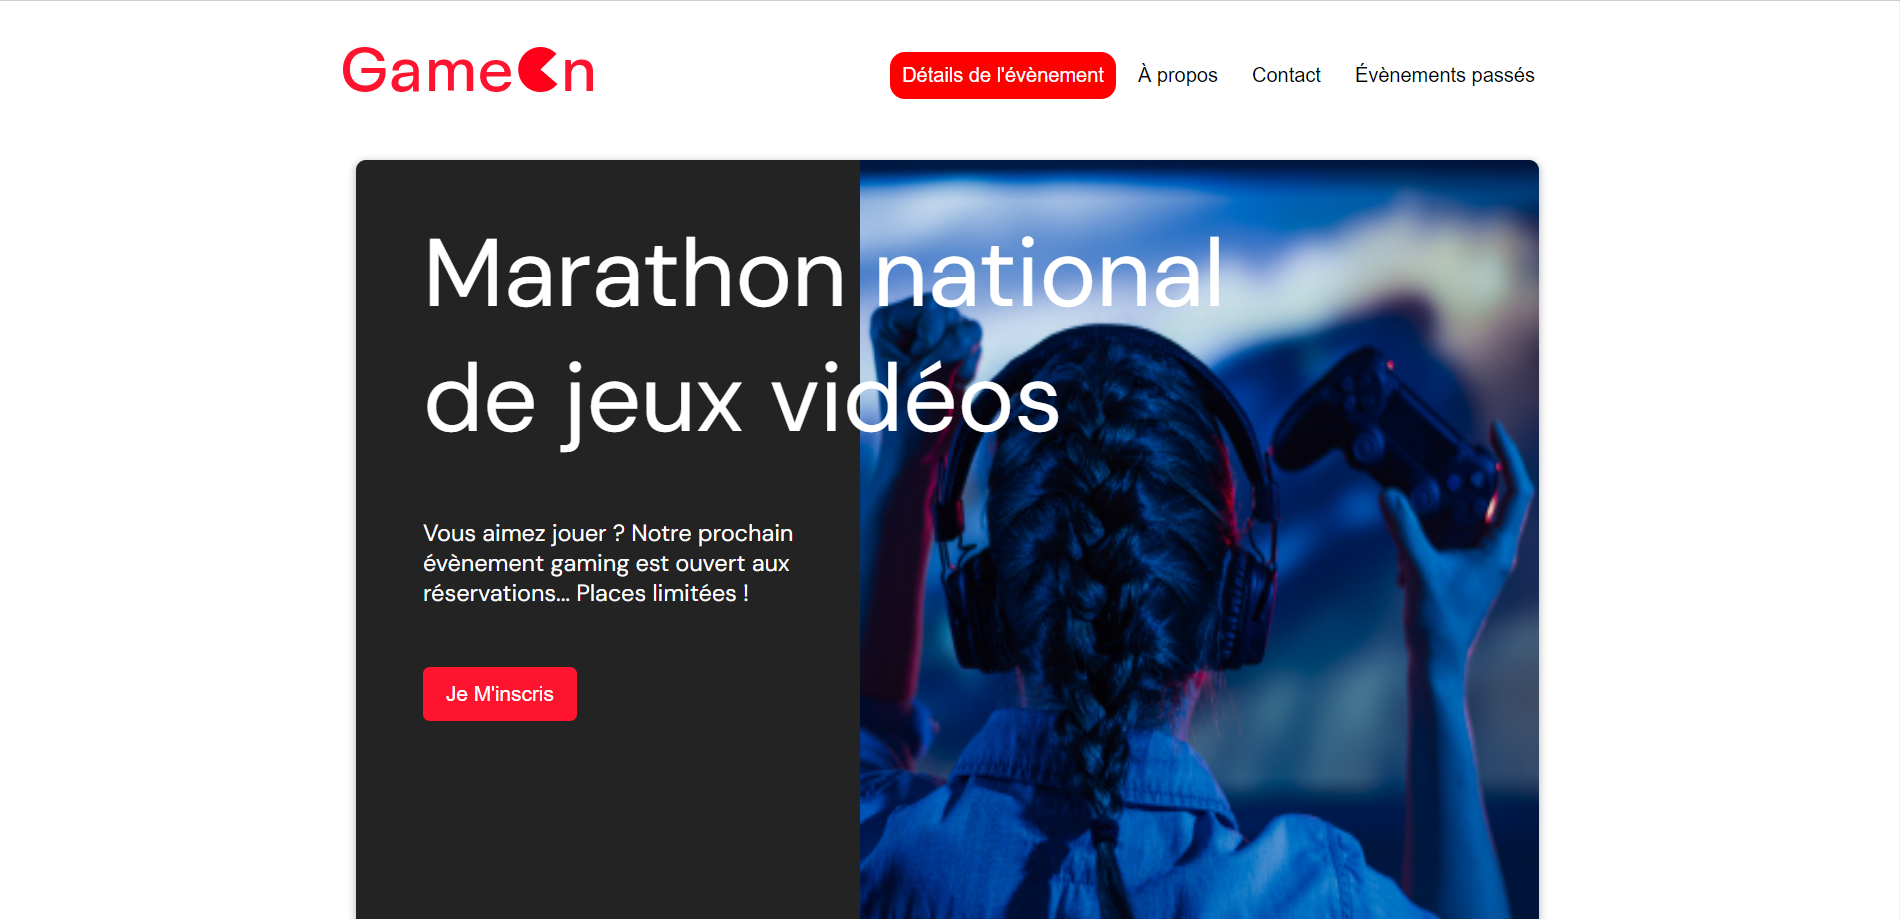 GameOn
Détails de l'évènement
À propos
Contact
Évènements passés
Marathon national
de jeux vidéos
Vous aimez jouer ? Notre prochain
évènement gaming est ouvert aux
réservations... Places limitées !
Je M'inscris